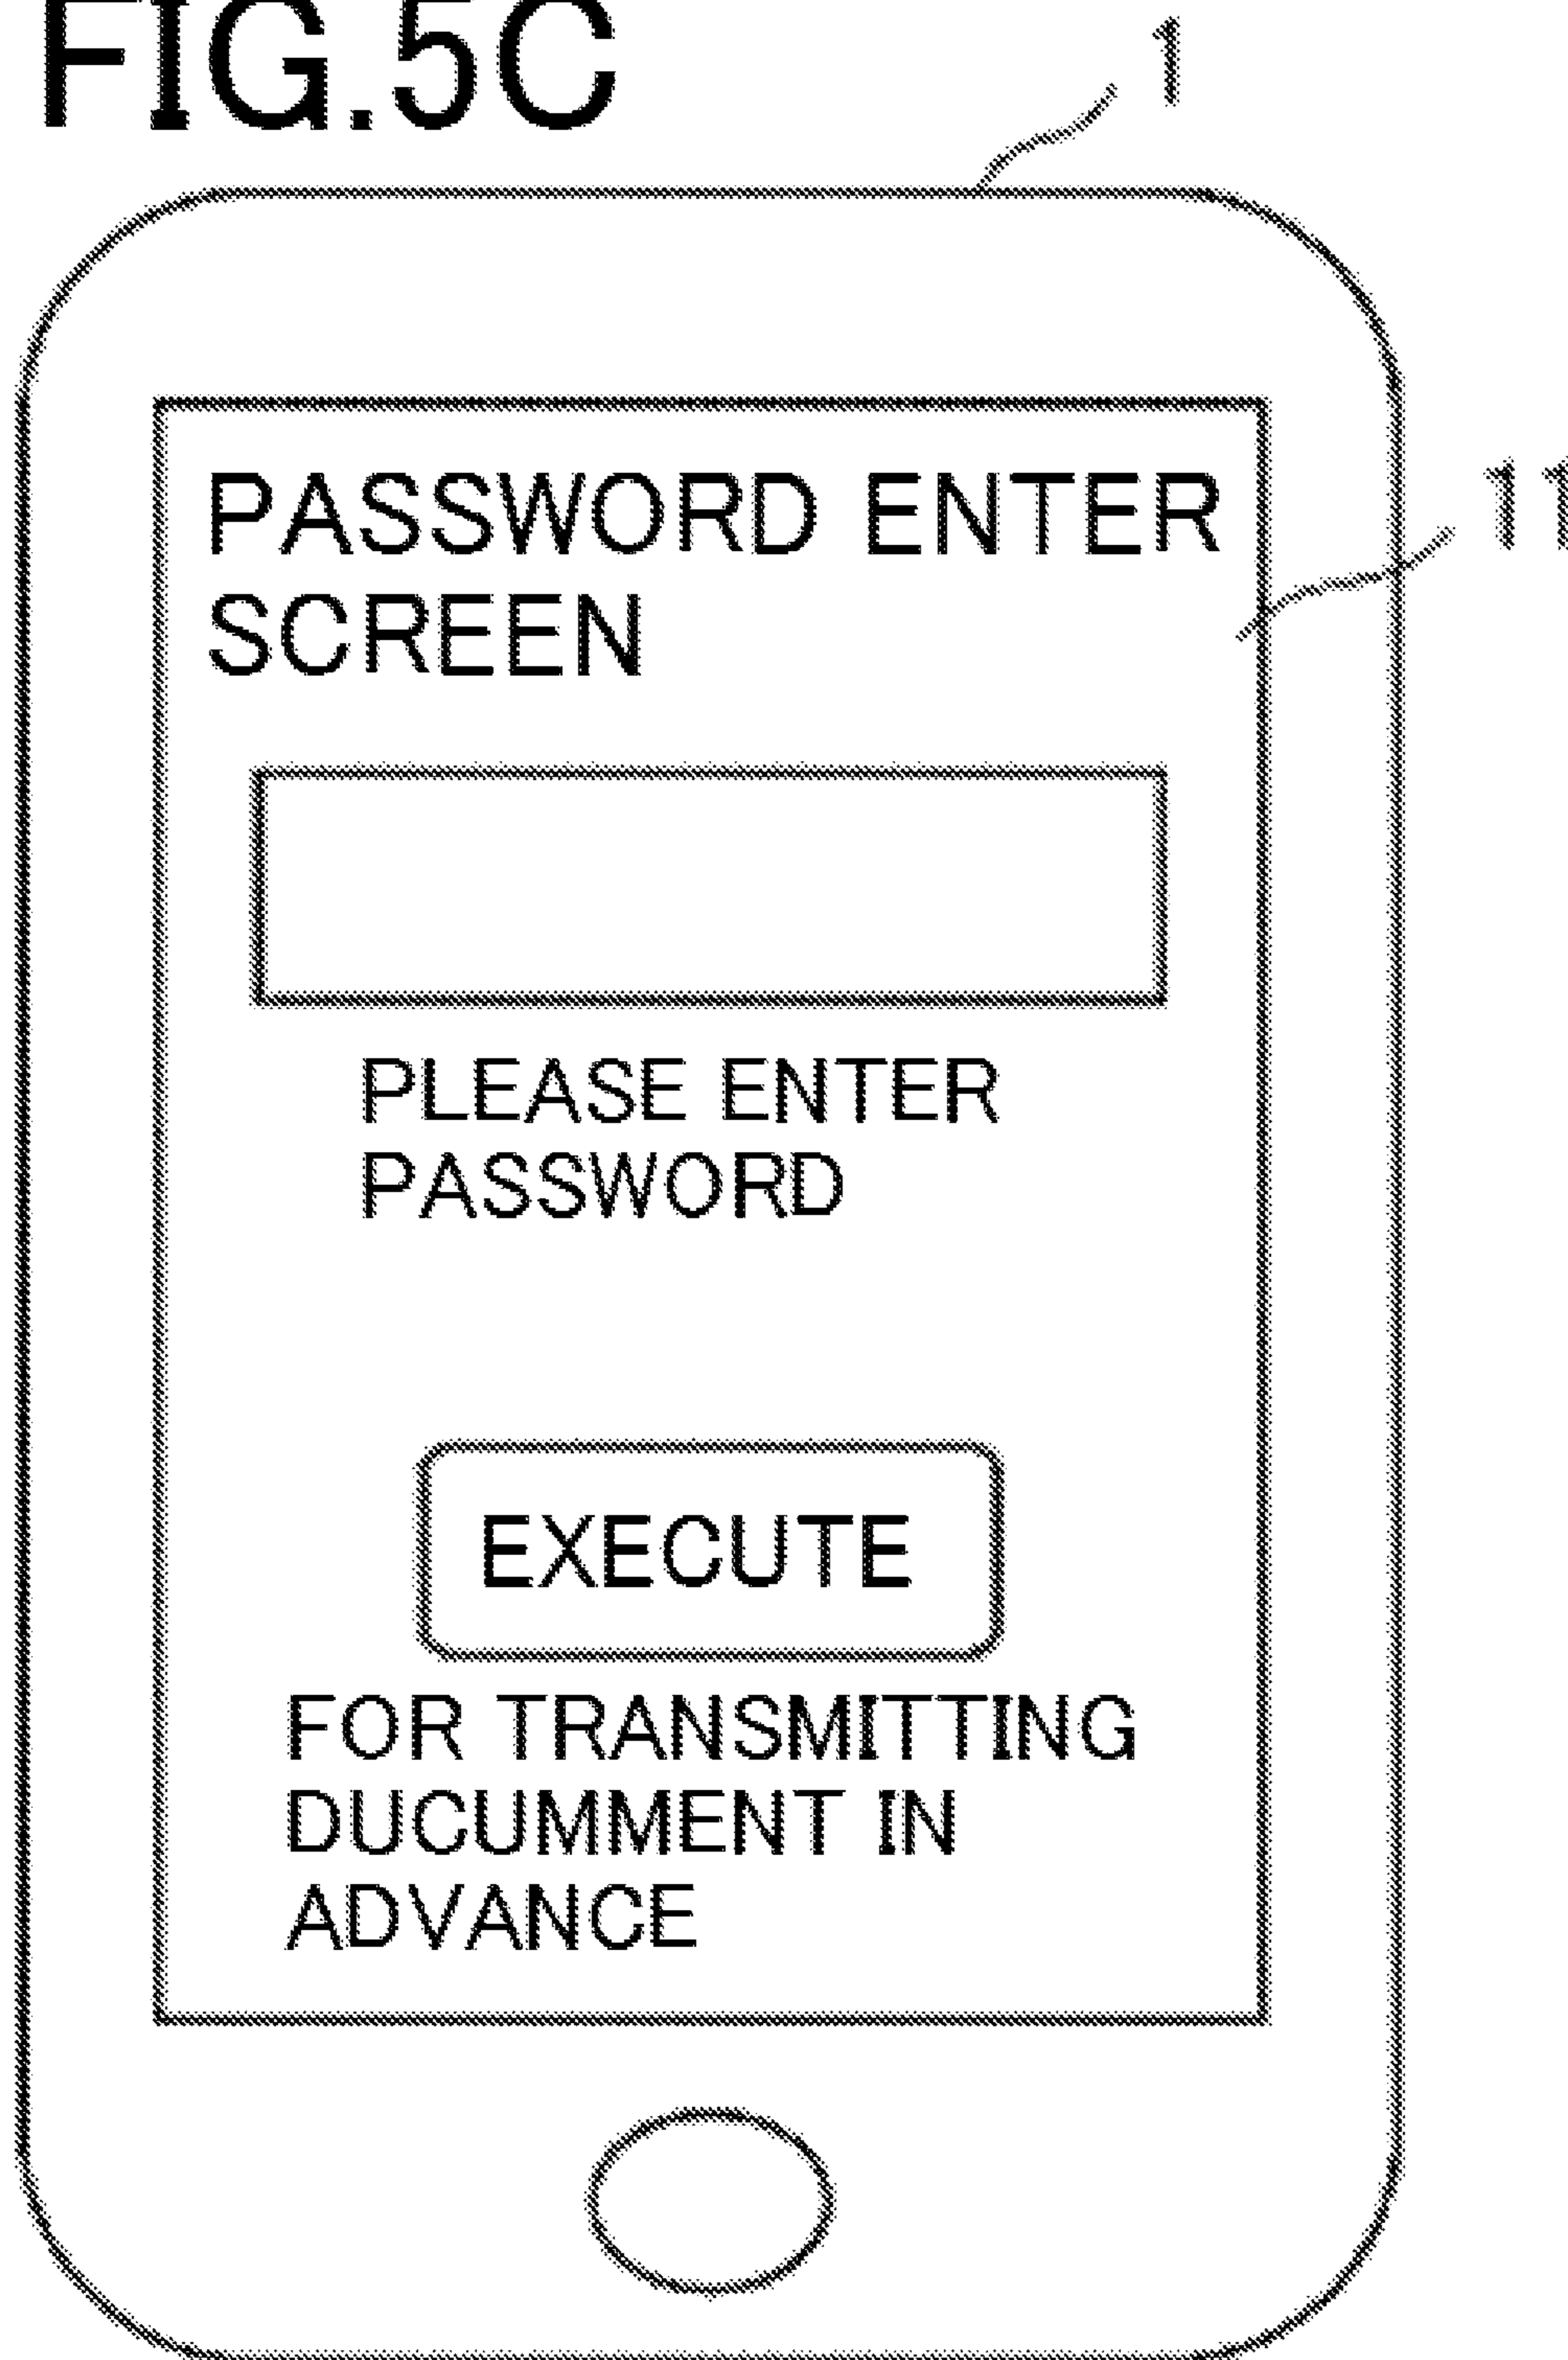 FIG.5C
1
PASSWORD ENTER
SCREEN
11
PLEASE ENTER
PASSWORD
EXECUTE
FOR TRANSMITTING
DUCUMMENT IN
ADVANCE